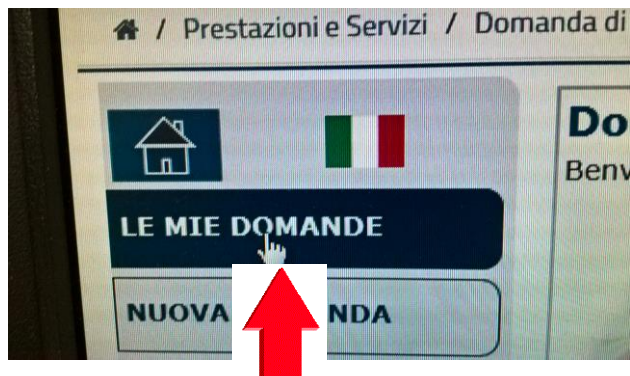 / Prestazioni e Servizi / Domanda di
Do
Benv
LE MIE DOMANDE
NUOVA NDA